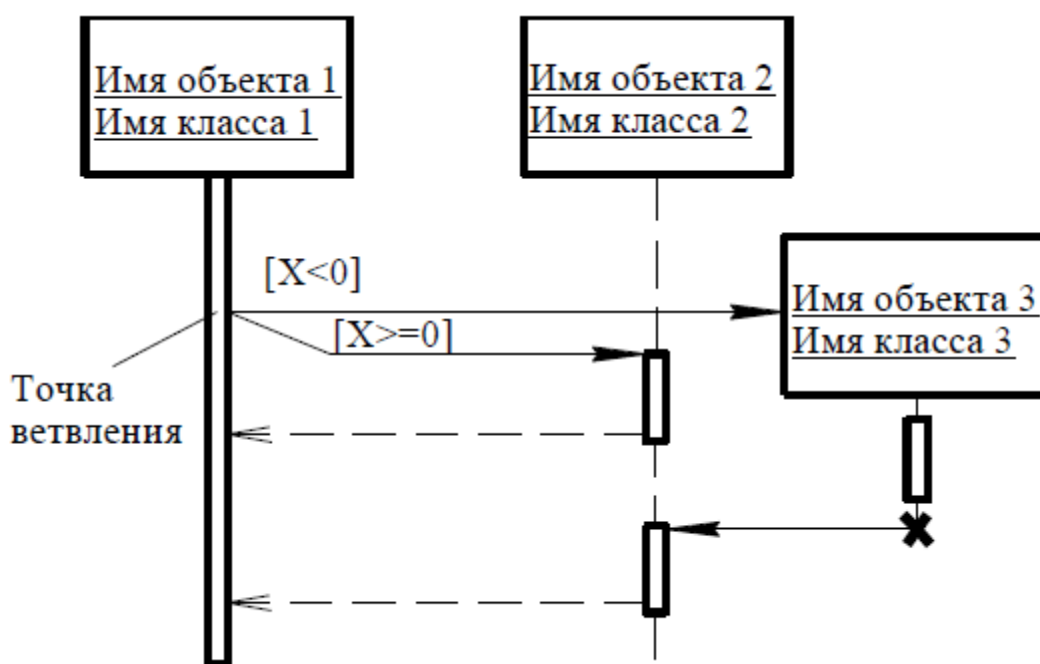 Имя объекта 1
Имя класса 1
Имя объекта 2
Имя класса 2
[X<0]
Имя объекта 3
Имя класса 3
[X>=0]
Точка
ветвления